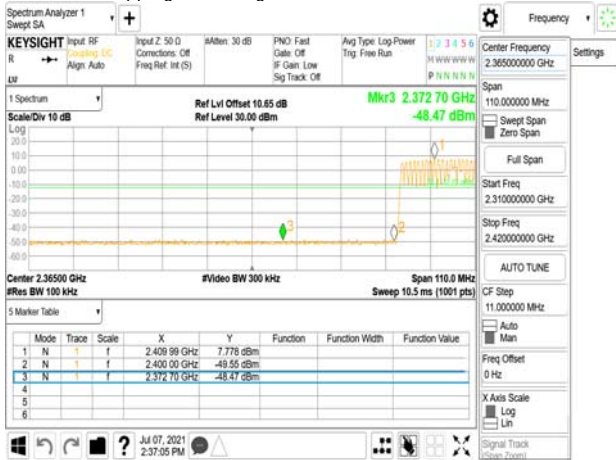 Spectrum Analyzer 1
Swept SA
+
Frequency
KEYSIGHT
R
LVI
Input: RF
Coupling: DC
Align: Auto
Input Z: 50 Ω
Corrections: Off
Freq Ref: Int (S)
#Atten: 30 dB
PNO: Fast
Gate: Off
IF Gain: Low
Sig Track: Off
Avg Type: Log-Power
Trig: Free Run
1 2 3 4 5 6
M W W W W W
P N N N N N
1 Spectrum
Scale/Div 10 dB
Ref Lvl Offset 10.65 dB
Ref Level 30.00 dBm
Mkr3 2.372 70 GHz
-48.47 dBm
Log
20.0
10.0
0.00
-10.0
-20.0
-30.0
-40.0
-50.0
-60.0
1
2
3
Center 2.36500 GHz
#Res BW 100 kHz
#Video BW 300 kHz
Span 110.0 MHz
Sweep 10.5 ms (1001 pts)
5 Marker Table
Mode Trace Scale X Y Function Function Width Function Value
1 N 1 f 2.409 99 GHz 7.778 dBm
2 N 1 f 2.400 00 GHz -49.55 dBm
3 N 1 f 2.372 70 GHz -48.47 dBm
4
5
6
?
Jul 07, 2021
2:37:05 PM
Center Frequency
2.365000000 GHz
Settings
Span
110.000000 MHz
Swept Span
Zero Span
Full Span
Start Freq
2.310000000 GHz
Stop Freq
2.420000000 GHz
AUTO TUNE
CF Step
11.000000 MHz
Auto
Man
Freq Offset
0 Hz
X Axis Scale
Log
Lin
Signal Track
(Span Zoom)